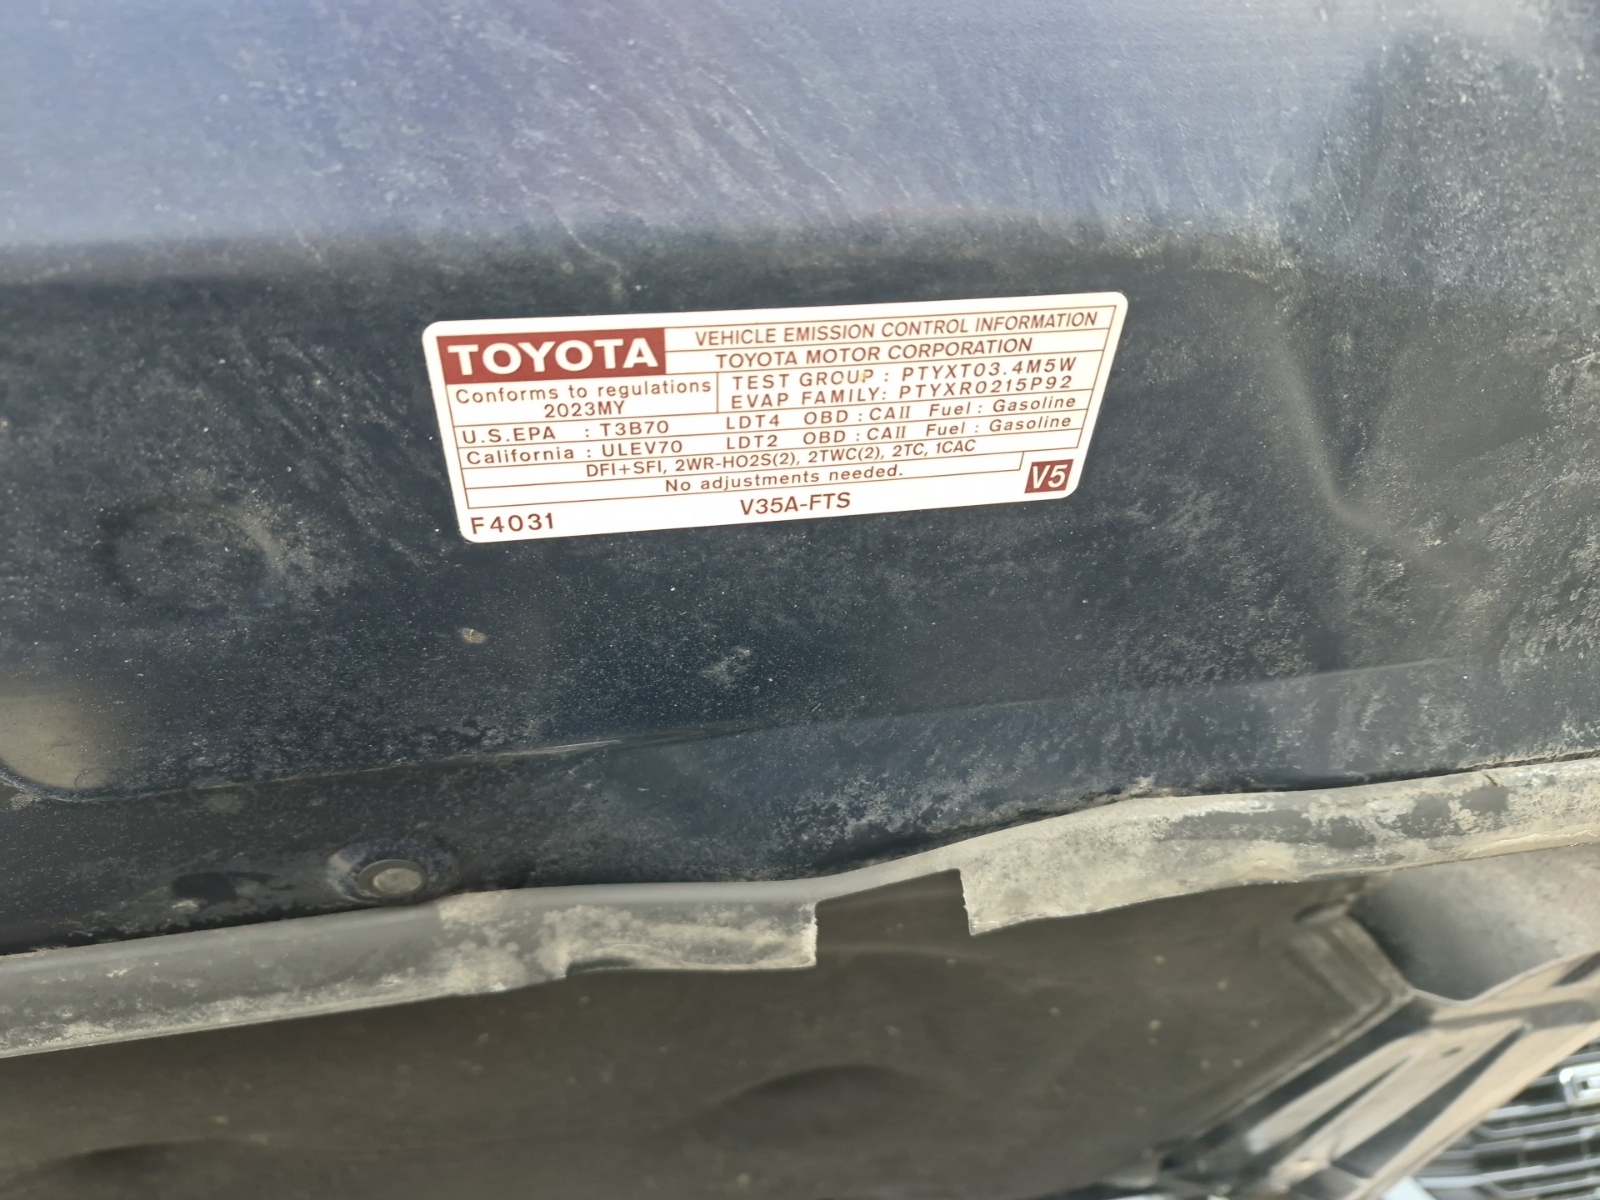 TOYOTA
VEHICLE EMISSION CONTROL INFORMATION
TOYOTA MOTOR CORPORATION
Conforms to regulations
2023MY
TEST GROUP : PTYXT03.4M5W
EVAP FAMILY: PTYXR0215P92
U.S.EPA : T3B70 LDT4 OBD : CAII Fuel : Gasoline
California : ULEV70 LDT2 OBD : CAII Fuel : Gasoline
DFI+SFI, 2WR-HO2S(2), 2TWC(2), 2TC, 1CAC
No adjustments needed.
V5
F4031 V35A-FTS